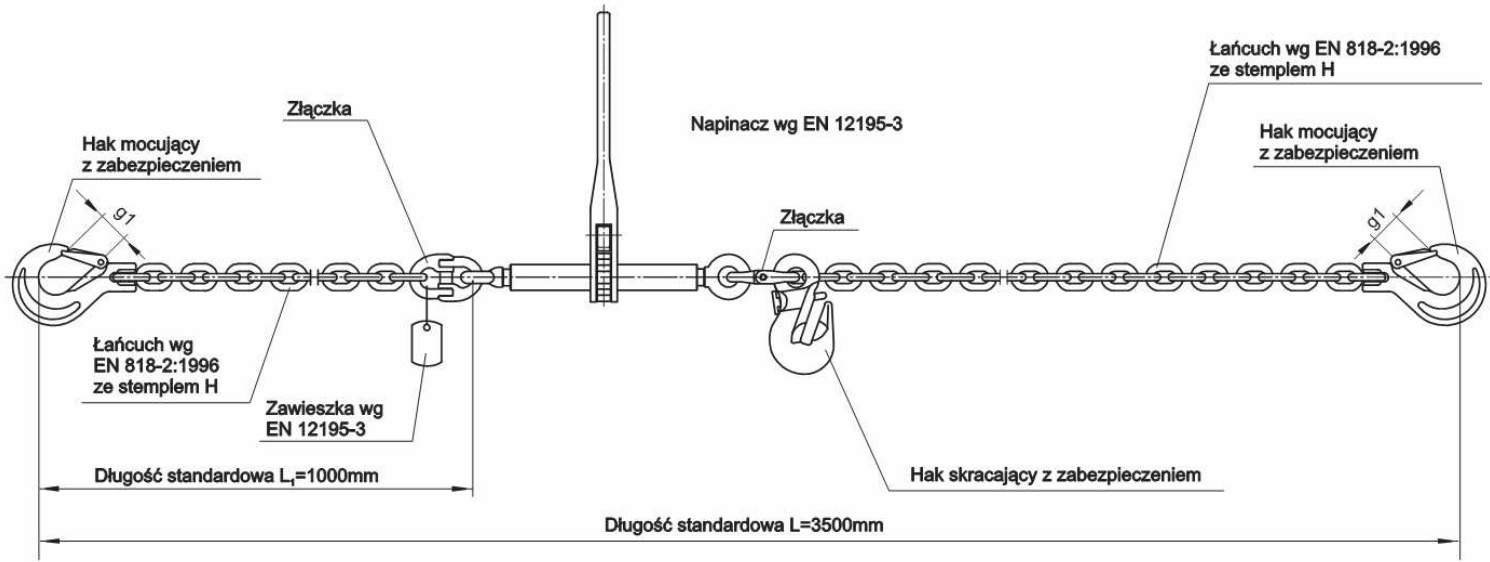 Łańcuch wg EN 818-2:1996
ze stemplem H
Złączka
Napinacz wg EN 12195-3
Hak mocujący
z zabezpieczeniem
Hak mocujący
z zabezpieczeniem
g1
Złączka
g1
Łańcuch wg
EN 818-2:1996
ze stemplem H
Zawieszka wg
EN 12195-3
Długość standardowa L₁=1000mm
Hak skracający z zabezpieczeniem
Długość standardowa L=3500mm